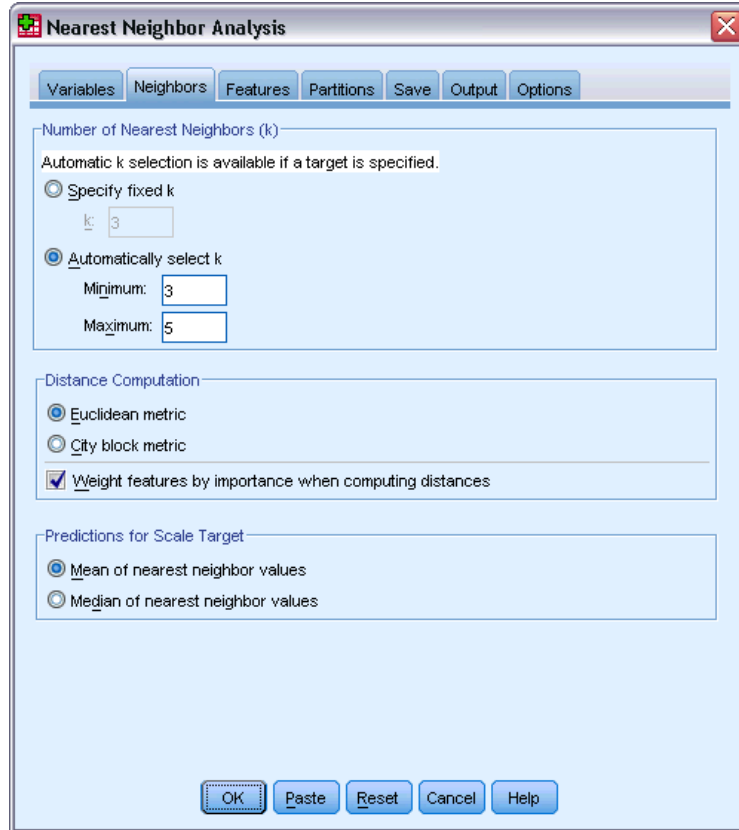 Nearest Neighbor Analysis
Variables Neighbors Features Partitions Save Output Options
Number of Nearest Neighbors (k)
Automatic k selection is available if a target is specified.
Specify fixed k
k: 3
Automatically select k
Minimum: 3
Maximum: 5
Distance Computation
Euclidean metric
City block metric
Weight features by importance when computing distances
Predictions for Scale Target
Mean of nearest neighbor values
Median of nearest neighbor values
OK Paste Reset Cancel Help